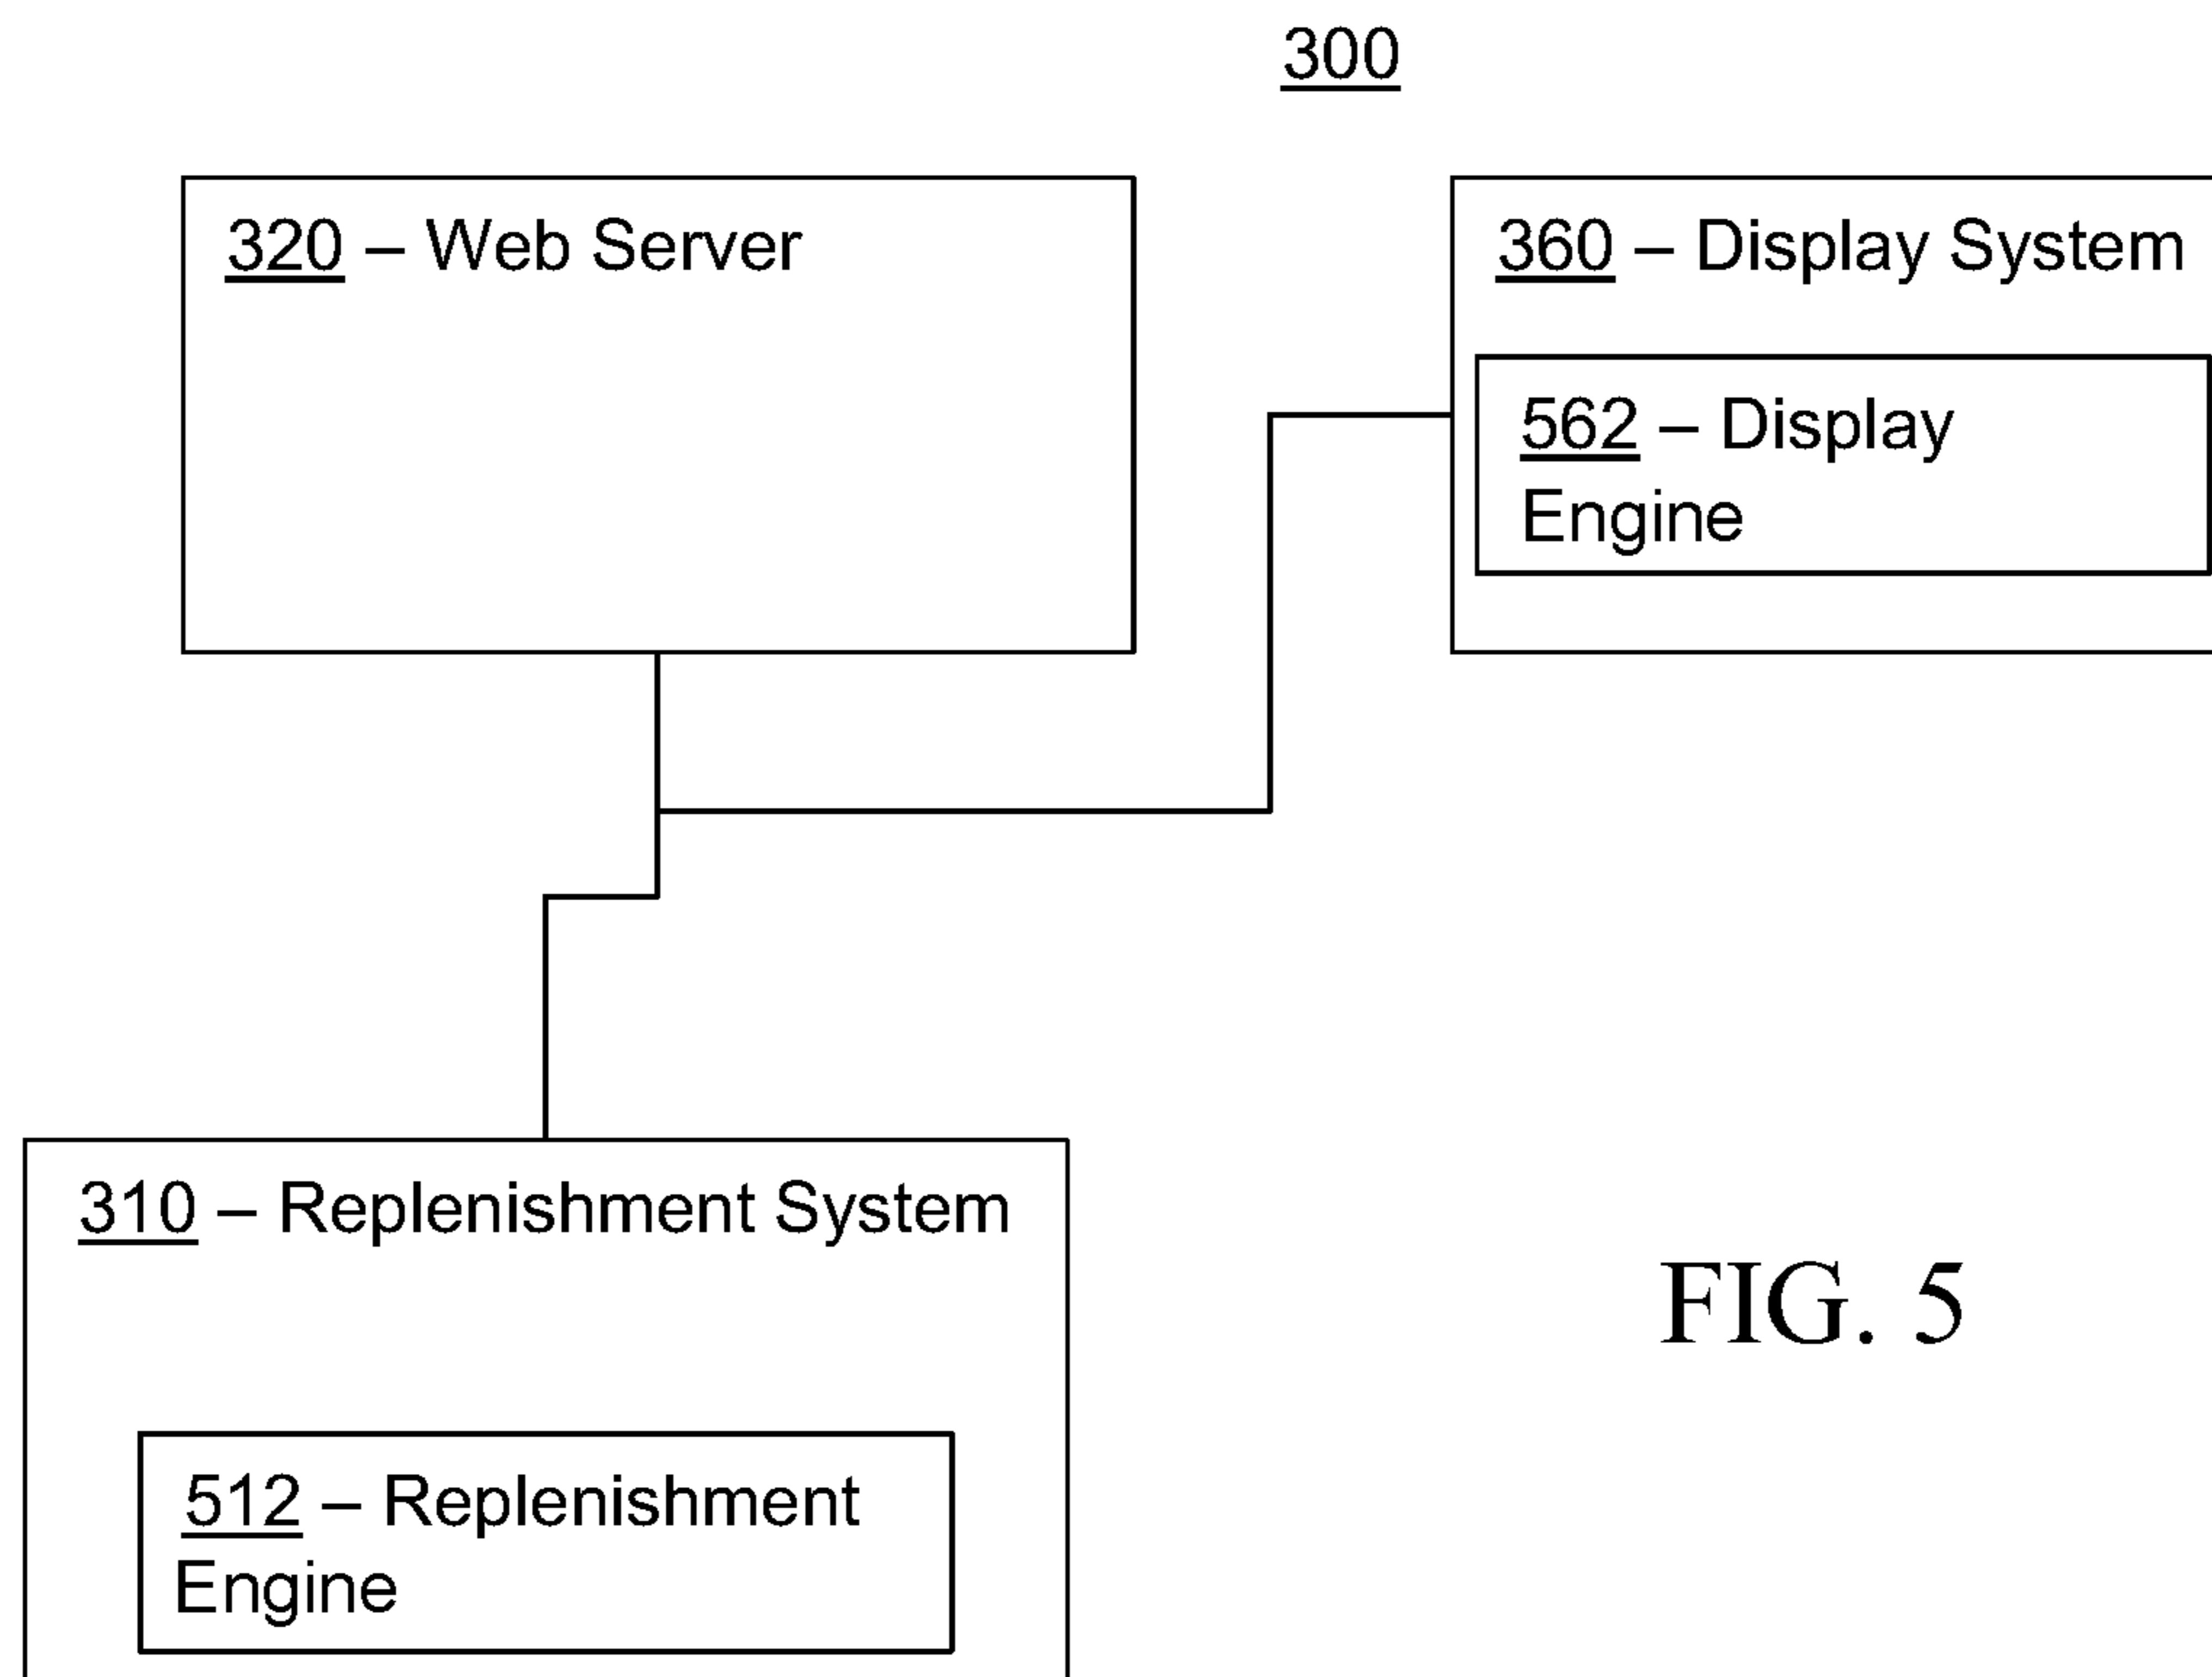 300
320 – Web Server
360 – Display System
562 – Display
Engine
310 – Replenishment System
512 – Replenishment
Engine
FIG. 5